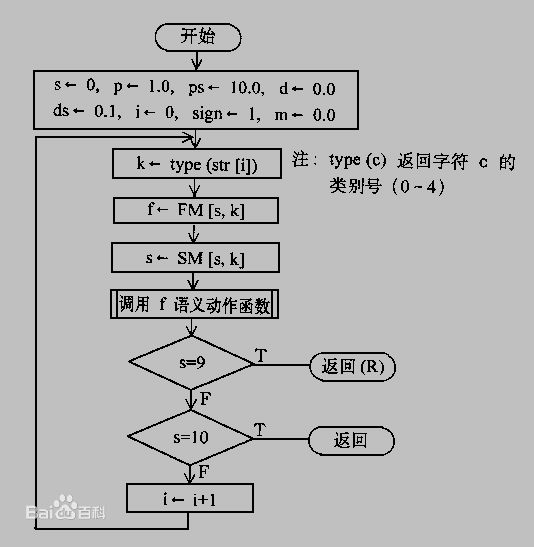 开始
s← 0, p← 1.0, ps← 10.0, d← 0.0
ds← 0.1, i← 0, sign← 1, m← 0.0
k← type (str [i])
注: type (c) 返回字符 c 的
类别号 (0~4)
f← FM [s, k]
s← SM [s, k]
调用 f 语义动作函数
s=9
T
返回 (R)
F
s=10
T
返回
F
i← i+1
Bai百科